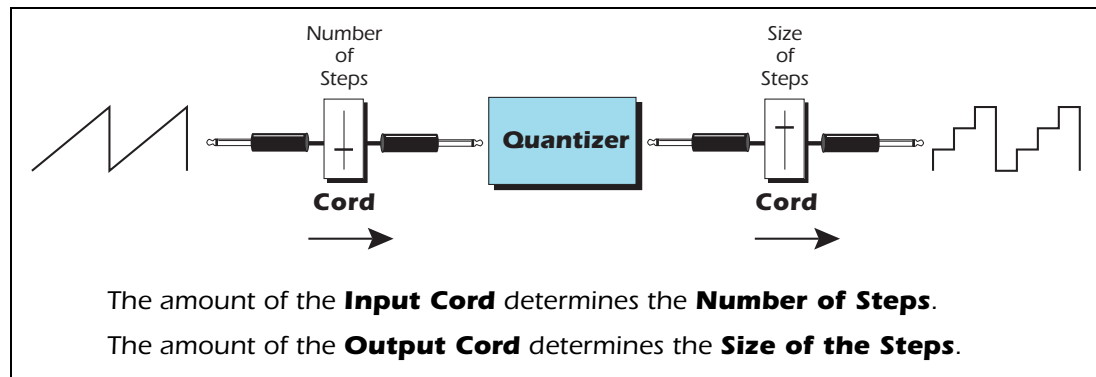 Number
of
Steps
Size
of
Steps
Quantizer
Cord
Cord
The amount of the Input Cord determines the Number of Steps.
The amount of the Output Cord determines the Size of the Steps.